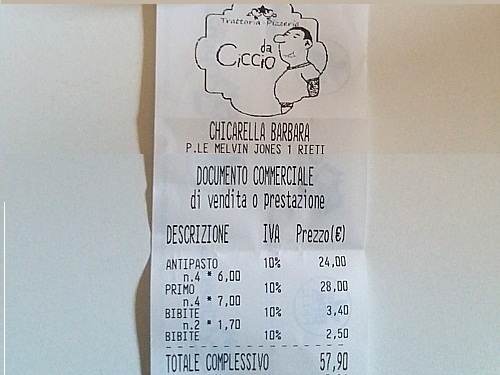 Trattoria Pizzeria
da
CiCCiO
CHICARELLA BARBARA
P.LE MELVIN JONES 1 RIETI
DOCUMENTO COMMERCIALE
di vendita o prestazione
DESCRIZIONE IVA Prezzo(€)
ANTIPASTO 10% 24,00
n.4 * 6,00
PRIMO 10% 28,00
n.4 * 7,00
BIBITE 10% 3,40
n.2 * 1,70
BIBITE 10% 2,50
TOTALE COMPLESSIVO 57,90